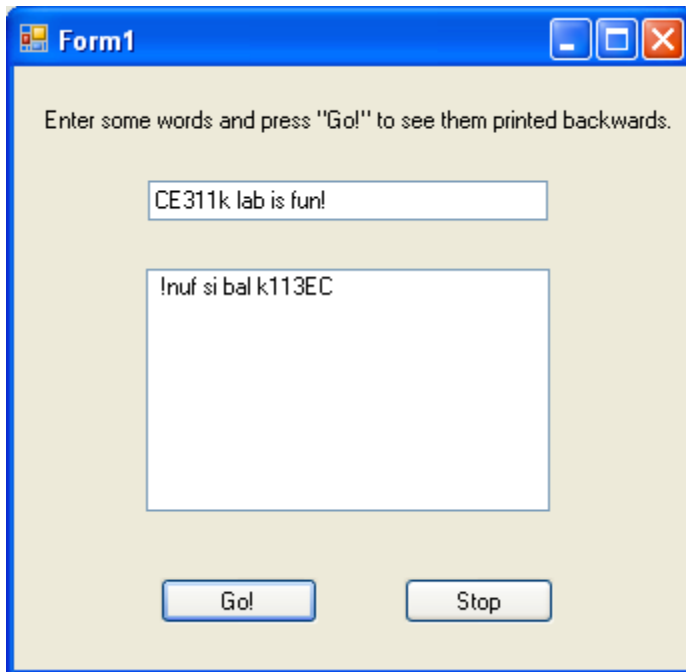 Form1
Enter some words and press "Go!" to see them printed backwards.
CE311k lab is fun!
!nuf si bal k113EC
Go! Stop